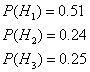 P(H₁) = 0.51
P(H₂) = 0.24
P(H₃) = 0.25